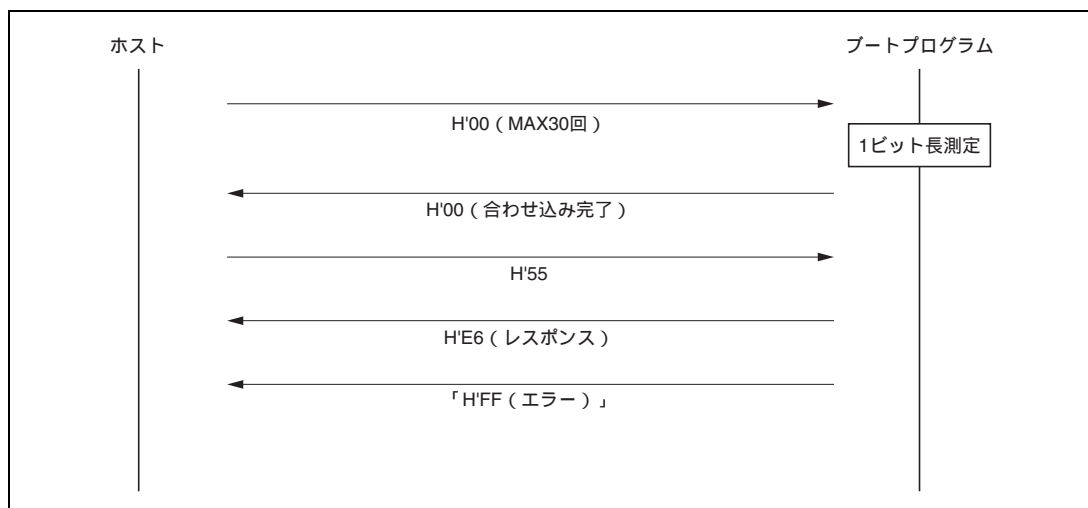 ホスト
ブートプログラム
H'00（MAX30回）
1ビット長測定
H'00（合わせ込み完了）
H'55
H'E6（レスポンス）
「H'FF（エラー）」